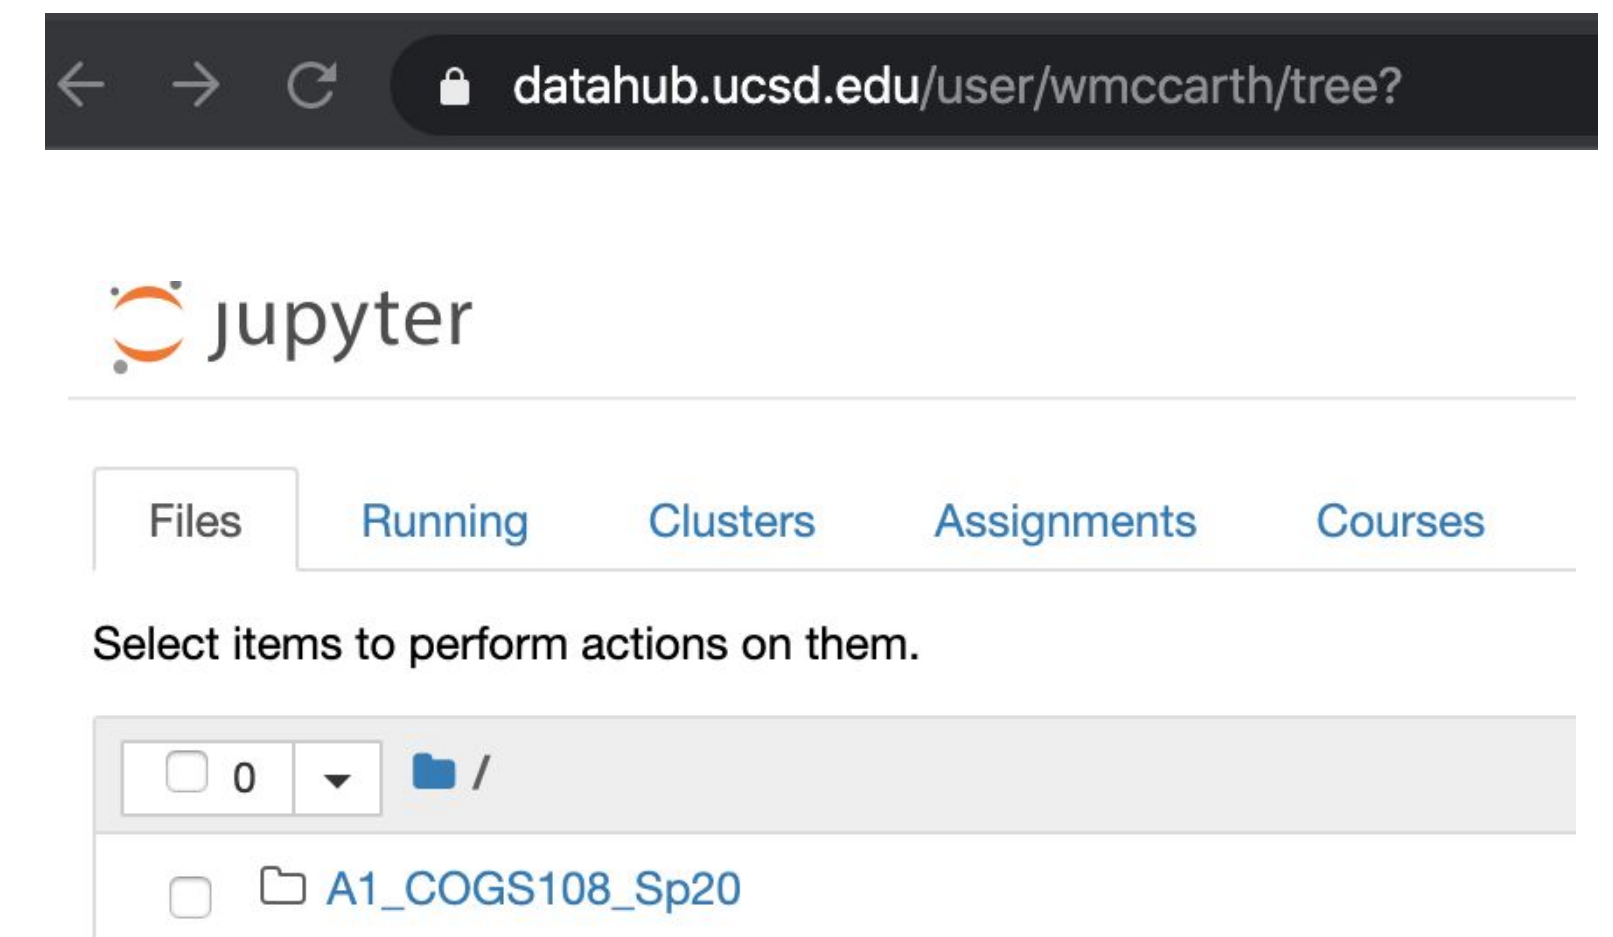 datahub.ucsd.edu/user/wmccarth/tree?
jupyter
Files Running Clusters Assignments Courses
Select items to perform actions on them.
0 /
A1_COGS108_Sp20